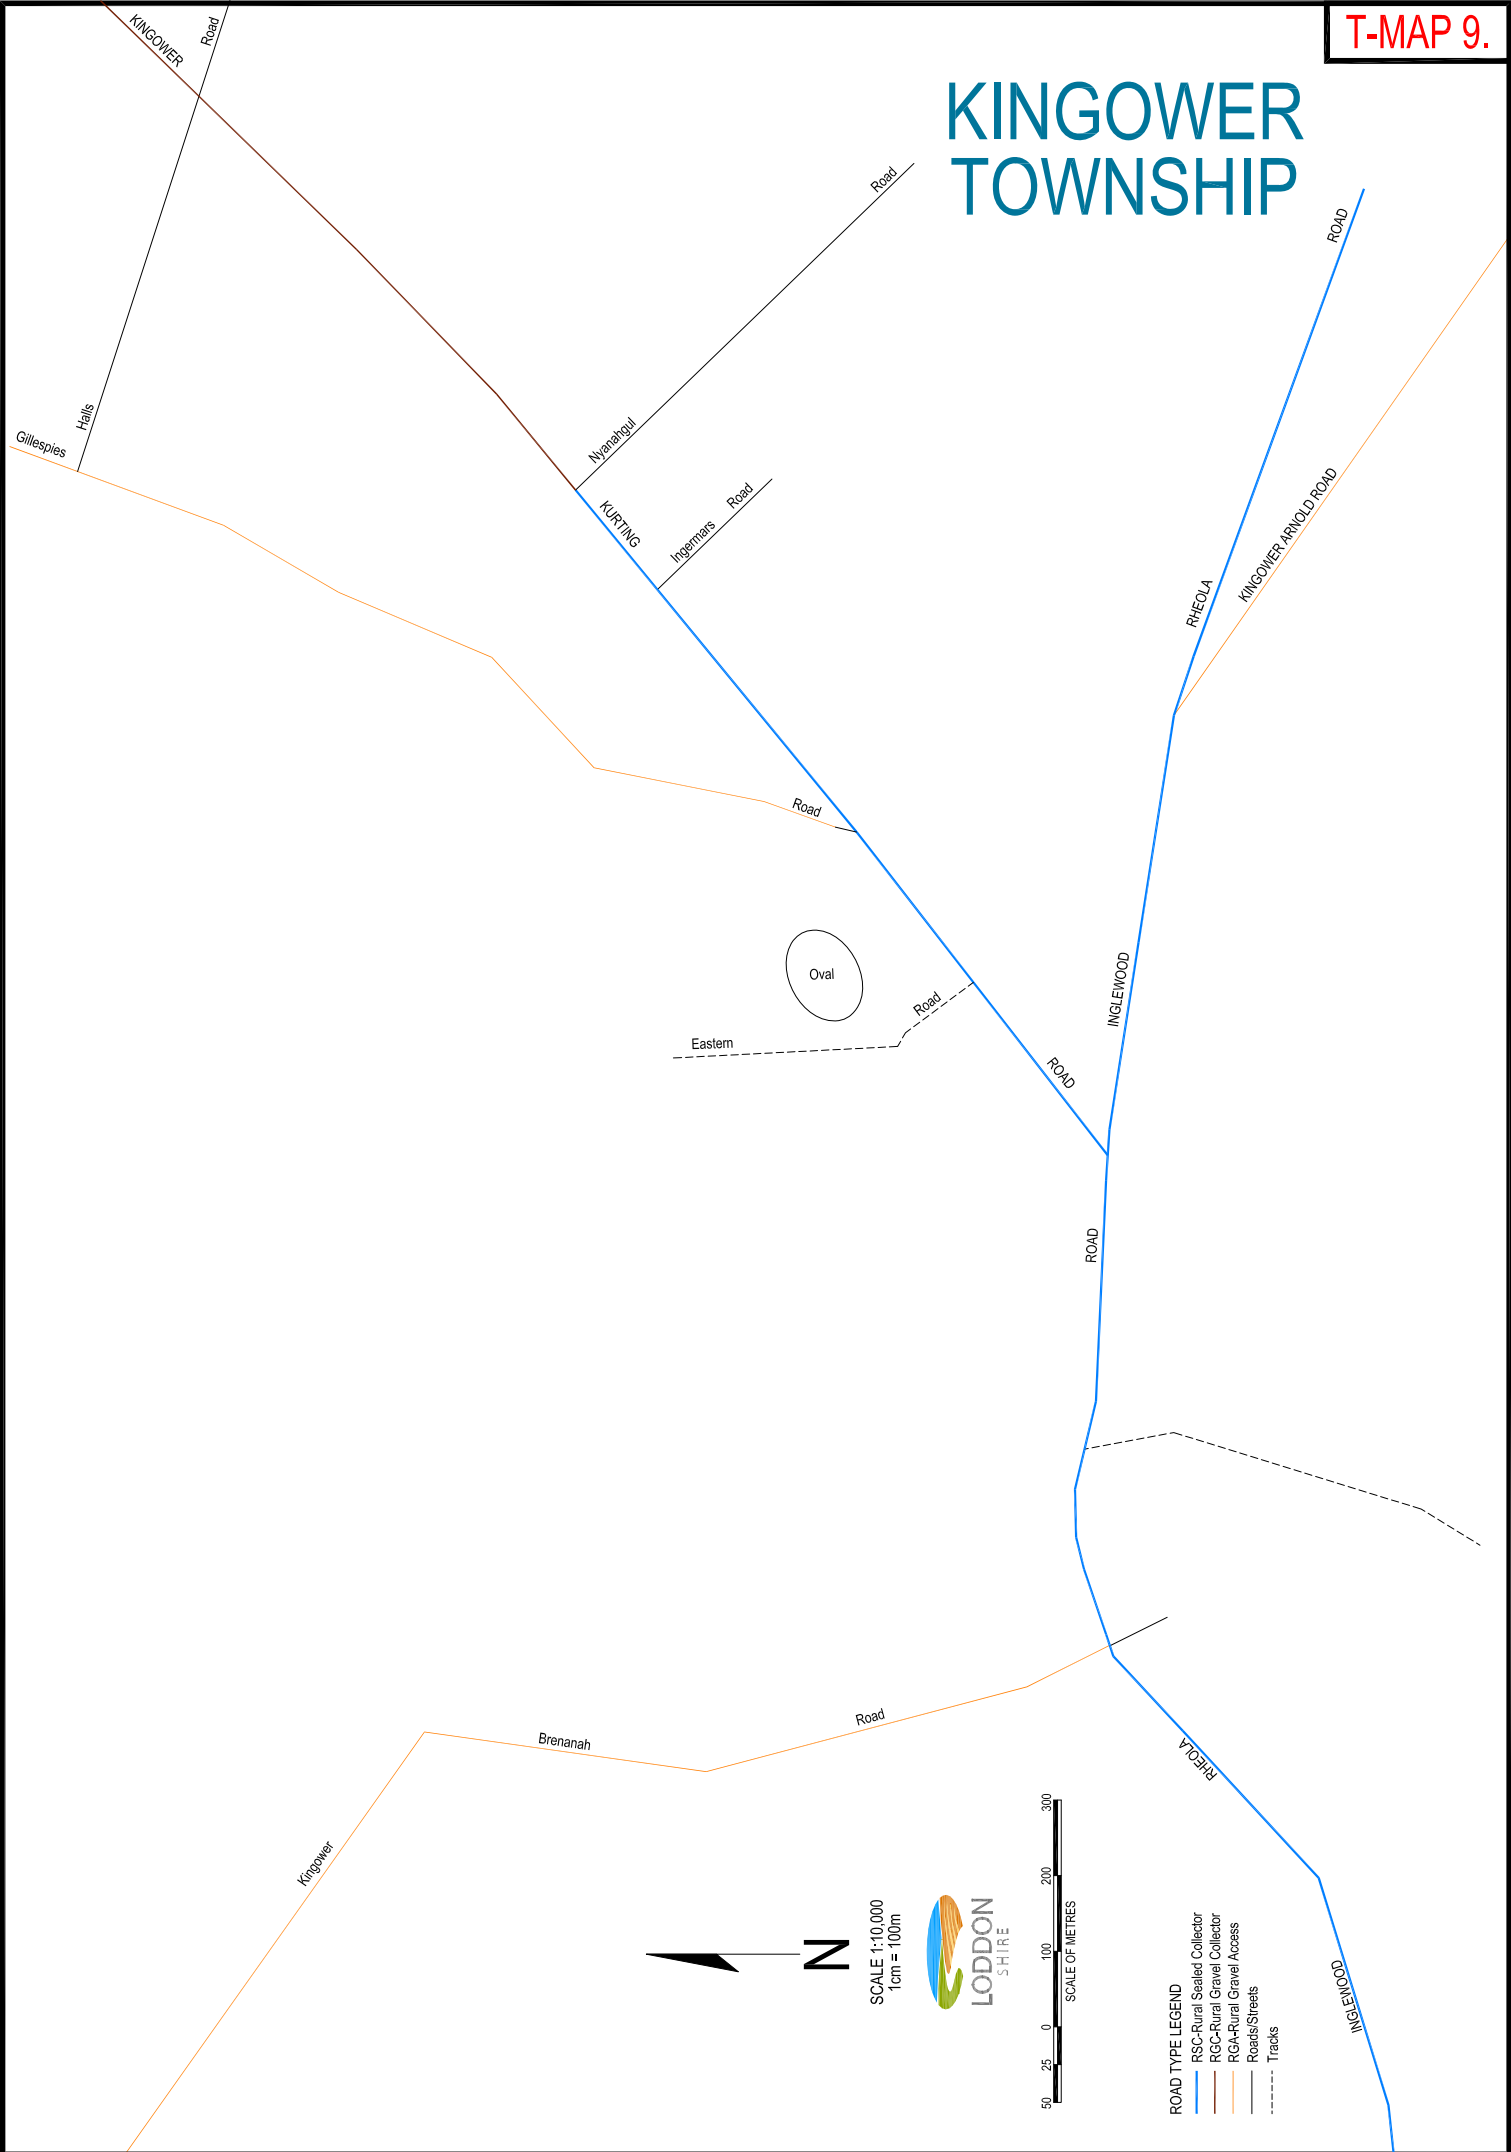 T-MAP 9.
KINGOWER
TOWNSHIP
KINGOWER
Road
Road
ROAD
Halls
Gillespies
Nyanahgul
KURTING
Ingermars
Road
KINGOWER ARNOLD ROAD
RHEOLA
Road
Oval
INGLEWOOD
Road
Eastern
ROAD
ROAD
Brenanah
Road
RHEOLA
Kingower
INGLEWOOD
N
SCALE 1:10,000
1cm = 100m
LODDON
SHIRE
50 25 0 100 200 300
SCALE OF METRES
ROAD TYPE LEGEND
RSC-Rural Sealed Collector
RGC-Rural Gravel Collector
RGA-Rural Gravel Access
Roads/Streets
Tracks